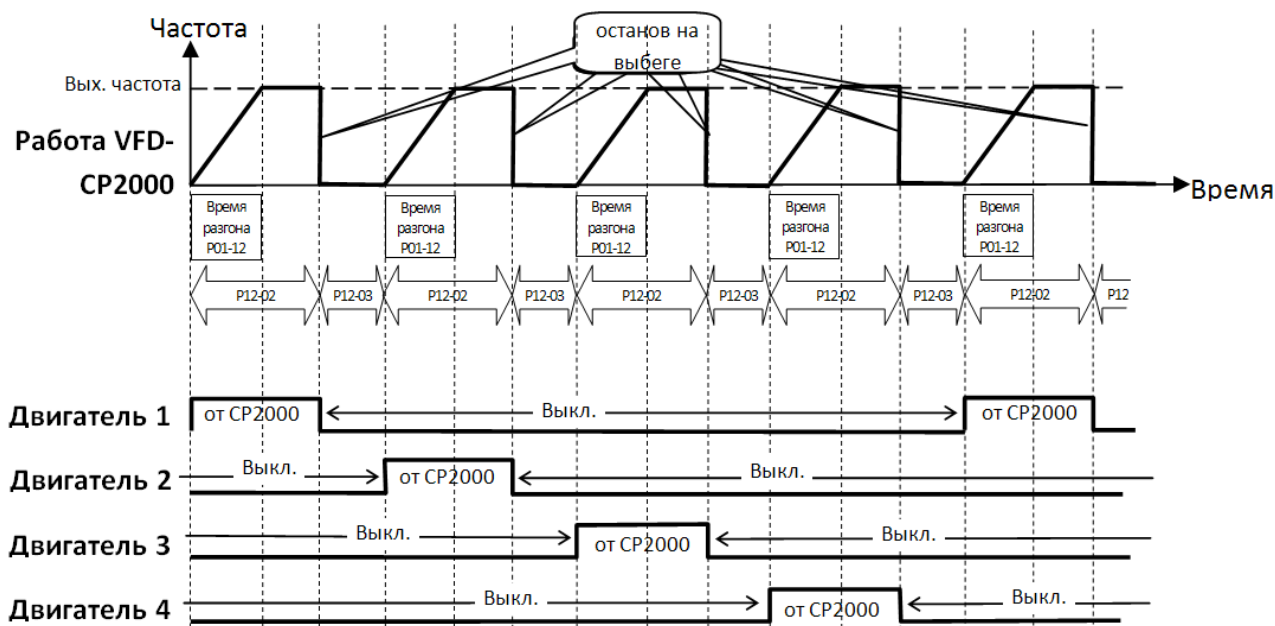 Частота
останов на
выбеге
Вых. частота
Работа VFD-
CP2000
Время
Время
разгона
P01-12
Время
разгона
P01-12
Время
разгона
P01-12
Время
разгона
P01-12
Время
разгона
P01-12
P12-02
P12-03
P12-02
P12-03
P12-02
P12-03
P12-02
P12-03
P12-02
P12
Двигатель 1
от CP2000
Выкл.
от CP2000
Двигатель 2
Выкл.
от CP2000
Выкл.
Двигатель 3
Выкл.
от CP2000
Выкл.
Двигатель 4
Выкл.
от CP2000
Выкл.